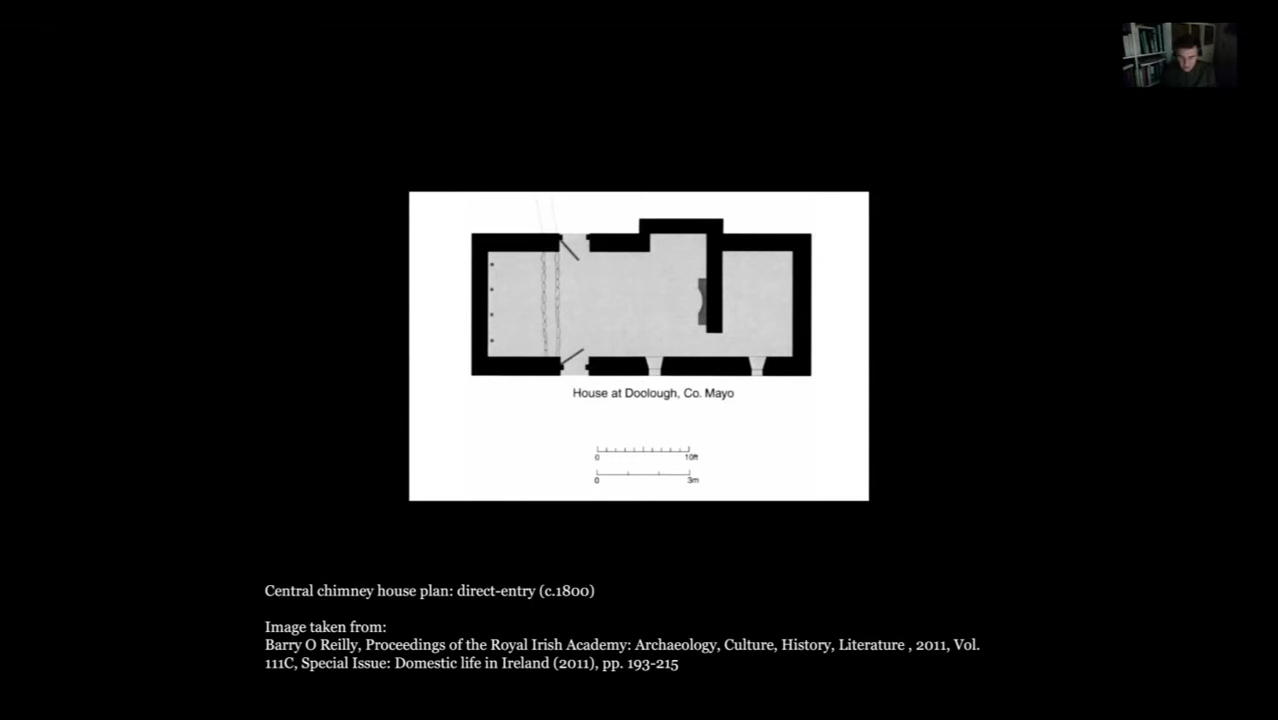 House at Doolough, Co. Mayo
0 10ft
0 3m
Central chimney house plan: direct-entry (c.1800)
Image taken from:
Barry O Reilly, Proceedings of the Royal Irish Academy: Archaeology, Culture, History, Literature , 2011, Vol.
111C, Special Issue: Domestic life in Ireland (2011), pp. 193-215